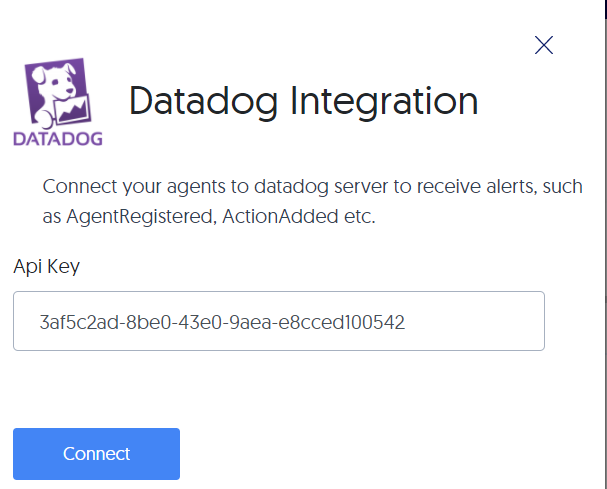 DATADOG
Datadog Integration
Connect your agents to datadog server to receive alerts, such
as AgentRegistered, ActionAdded etc.
Api Key
3af5c2ad-8be0-43e0-9aea-e8cced100542
Connect